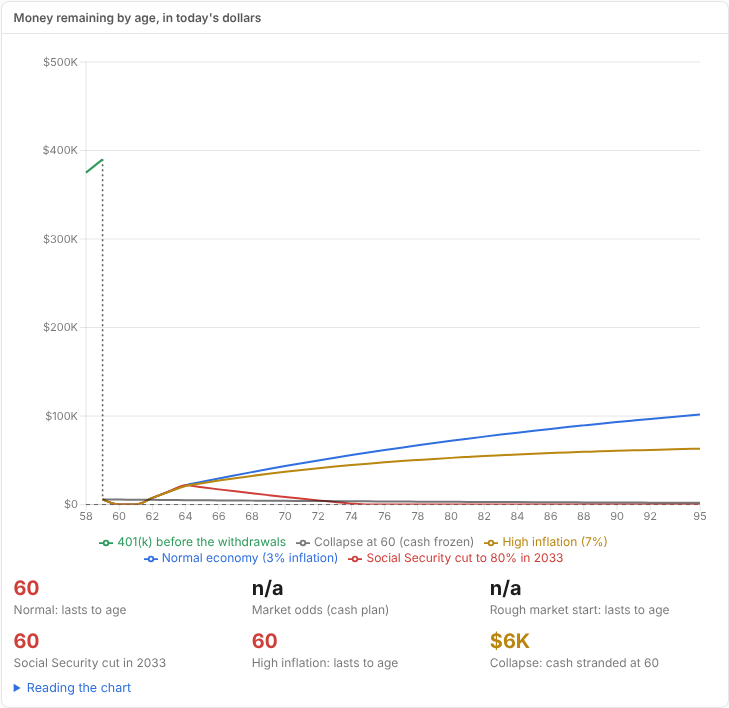 Money remaining by age, in today's dollars
$500K
$400K
$300K
$200K
$100K
$0
58 60 62 64 66 68 70 72 74 76 78 80 82 84 86 88 90 92 95
401(k) before the withdrawals Collapse at 60 (cash frozen) High inflation (7%)
Normal economy (3% inflation) Social Security cut to 80% in 2033
60 n/a n/a
Normal: lasts to age Market odds (cash plan) Rough market start: lasts to age
60 60 $6K
Social Security cut in 2033 High inflation: lasts to age Collapse: cash stranded at 60
Reading the chart